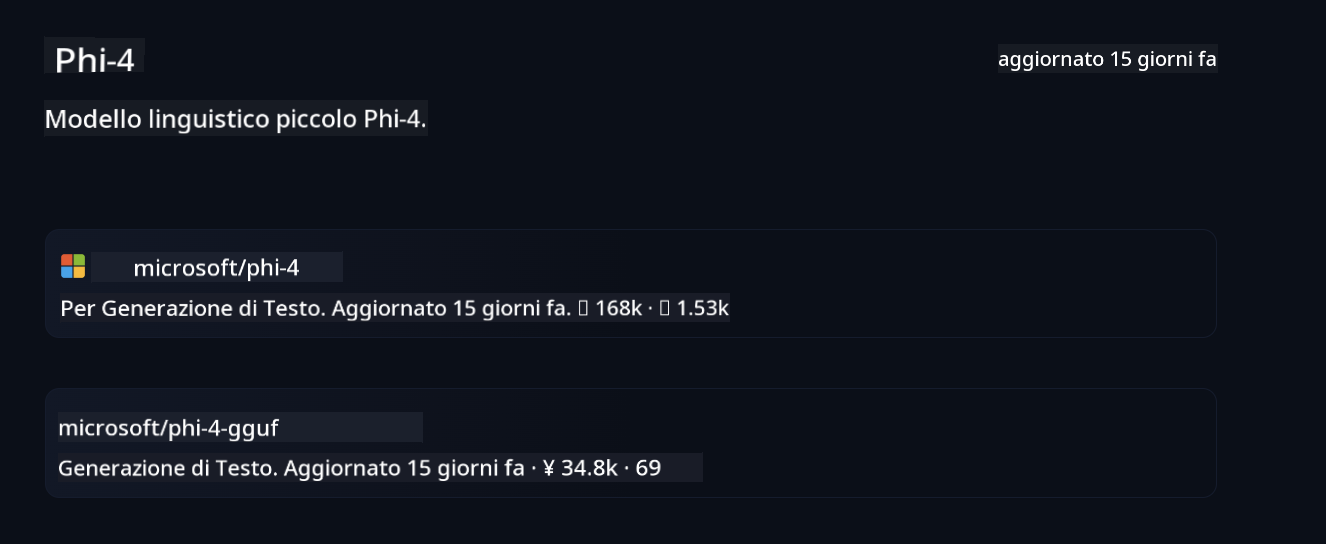 Phi-4
aggiornato 15 giorni fa
Modello linguistico piccolo Phi-4.
microsoft/phi-4
Per Generazione di Testo. Aggiornato 15 giorni fa. 168k · 1.53k
microsoft/phi-4-gguf
Generazione di Testo. Aggiornato 15 giorni fa · ¥ 34.8k · 69